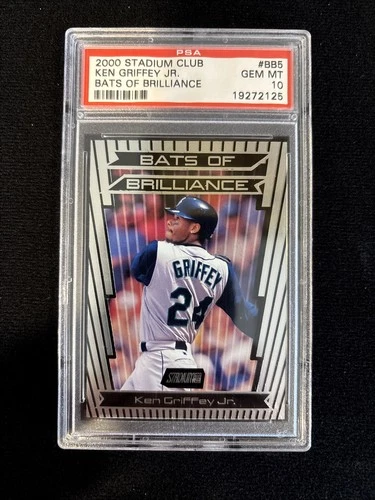 PSA
2000 STADIUM CLUB #BB5
KEN GRIFFEY JR. GEM MT
BATS OF BRILLIANCE 10
19272125
BATS OF
BRILLIANCE
GRIFFEY
24
STADIUM CLUB
Ken Griffey Jr.